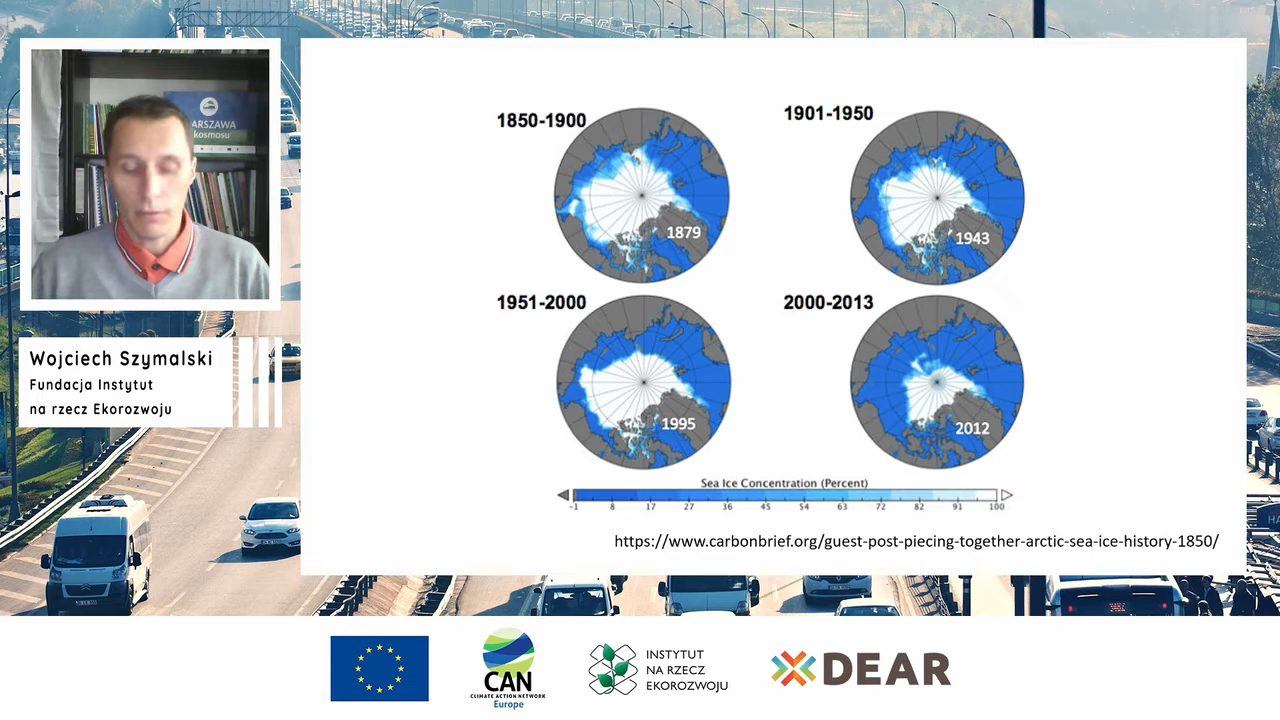 ARSZAWA
kosmosu
Wojciech Szymalski
Fundacja Instytut
na rzecz Ekorozwoju
1850-1900
1879
1901-1950
1943
1951-2000
1995
2000-2013
2012
Sea Ice Concentration (Percent)
-1 8 17 27 36 45 54 63 72 82 91 100
https://www.carbonbrief.org/guest-post-piecing-together-arctic-sea-ice-history-1850/
CAN
CLIMATE ACTION NETWORK
Europe
INSTYTUT
NA RZECZ
EKOROZWOJU
DEAR